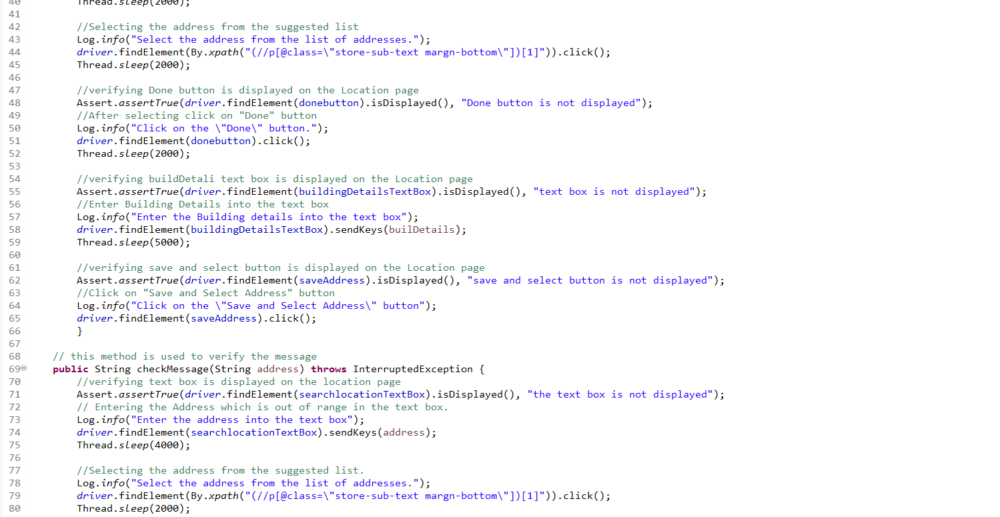 40 Thread.sleep(2000);
41
42 //Selecting the address from the suggested list
43 Log.info("Select the address from the list of addresses.");
44 driver.findElement(By.xpath("(//p[@class=\"store-sub-text margn-bottom\"])[1]")).click();
45 Thread.sleep(2000);
46
47 //verifying Done button is displayed on the Location page
48 Assert.assertTrue(driver.findElement(donebutton).isDisplayed(), "Done button is not displayed");
49 //After selecting click on "Done" button
50 Log.info("Click on the \"Done\" button.");
51 driver.findElement(donebutton).click();
52 Thread.sleep(2000);
53
54 //verifying buildDetali text box is displayed on the Location page
55 Assert.assertTrue(driver.findElement(buildingDetailsTextBox).isDisplayed(), "text box is not displayed");
56 //Enter Building Details into the text box
57 Log.info("Enter the Building details into the text box");
58 driver.findElement(buildingDetailsTextBox).sendKeys(builDetails);
59 Thread.sleep(5000);
60
61 //verifying save and select button is displayed on the Location page
62 Assert.assertTrue(driver.findElement(saveAddress).isDisplayed(), "save and select button is not displayed");
63 //Click on "Save and Select Address" button
64 Log.info("Click on the \"Save and Select Address\" button");
65 driver.findElement(saveAddress).click();
66 }
67
68 // this method is used to verify the message
69 public String checkMessage(String address) throws InterruptedException {
70 //verifying text box is displayed on the location page
71 Assert.assertTrue(driver.findElement(searchlocationTextBox).isDisplayed(), "the text box is not displayed");
72 // Entering the Address which is out of range in the text box.
73 Log.info("Enter the address into the text box");
74 driver.findElement(searchlocationTextBox).sendKeys(address);
75 Thread.sleep(4000);
76
77 //Selecting the address from the suggested list.
78 Log.info("Select the address from the list of addresses.");
79 driver.findElement(By.xpath("(//p[@class=\"store-sub-text margn-bottom\"])[1]")).click();
80 Thread.sleep(2000);